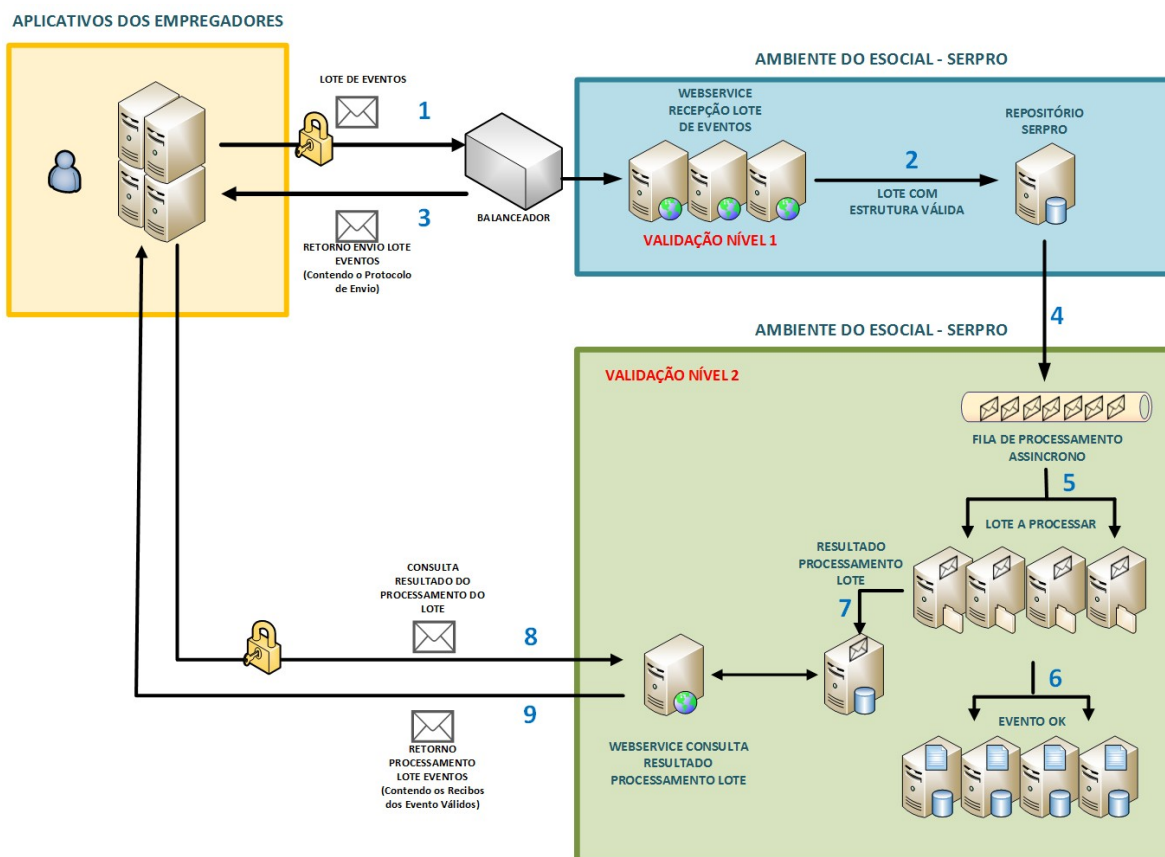 APLICATIVOS DOS EMPREGADORES
AMBIENTE DO ESOCIAL - SERPRO
LOTE DE EVENTOS
1
BALANCEADOR
3
RETORNO ENVIO LOTE
EVENTOS
(Contendo o Protocolo
de Envio)
WEBSERVICE
RECEPÇÃO LOTE
DE EVENTOS
VALIDAÇÃO NÍVEL 1
2
LOTE COM
ESTRUTURA VÁLIDA
REPOSITÓRIO
SERPRO
4
AMBIENTE DO ESOCIAL - SERPRO
VALIDAÇÃO NÍVEL 2
FILA DE PROCESSAMENTO
ASSINCRONO
5
LOTE A PROCESSAR
RESULTADO
PROCESSAMENTO
LOTE
7
6
EVENTO OK
CONSULTA
RESULTADO DO
PROCESSAMENTO DO
LOTE
8
9
RETORNO
PROCESSAMENTO
LOTE EVENTOS
(Contendo os Recibos
dos Evento Válidos)
WEBSERVICE CONSULTA
RESULTADO
PROCESSAMENTO LOTE